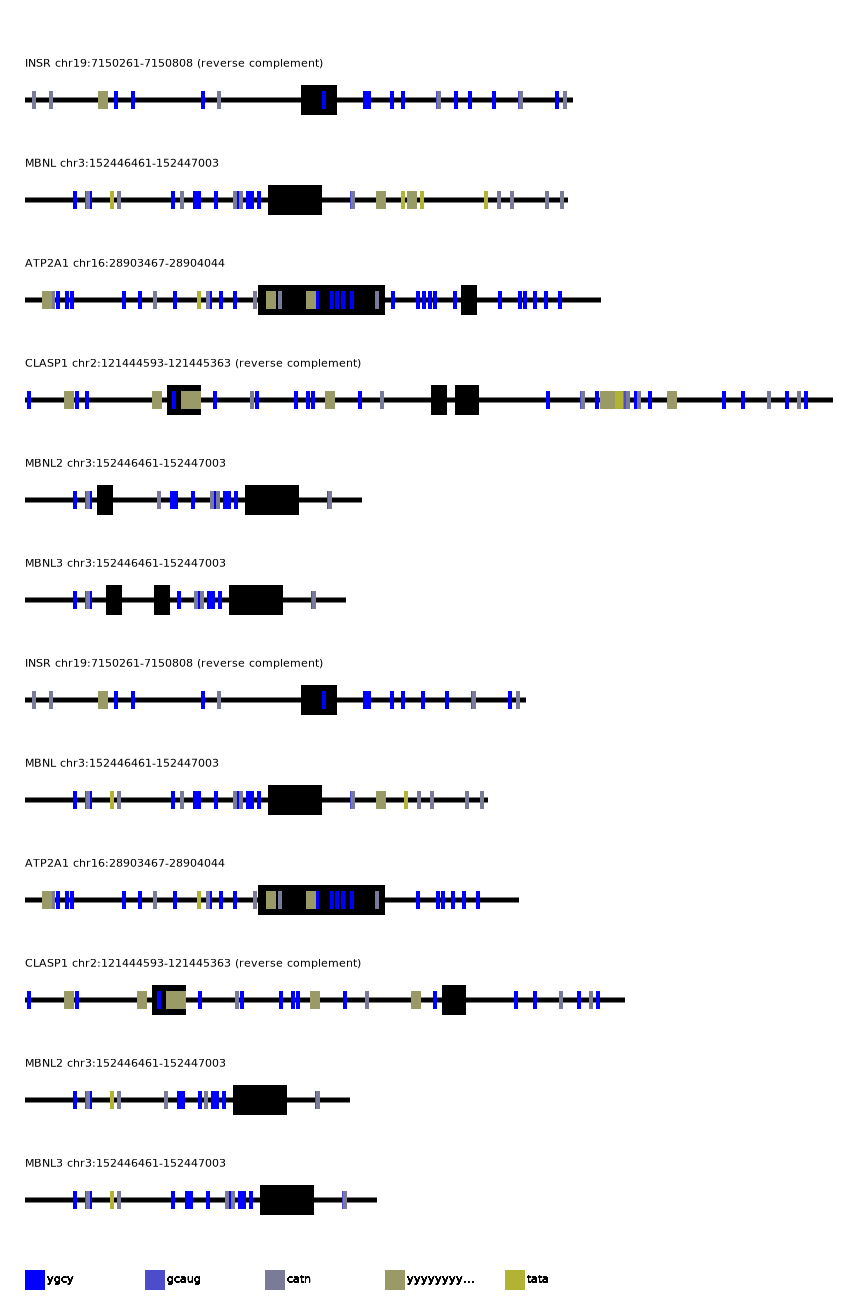 INSR chr19:7150261-7150808 (reverse complement)
MBNL chr3:152446461-152447003
ATP2A1 chr16:28903467-28904044
CLASP1 chr2:121444593-121445363 (reverse complement)
MBNL2 chr3:152446461-152447003
MBNL3 chr3:152446461-152447003
INSR chr19:7150261-7150808 (reverse complement)
MBNL chr3:152446461-152447003
ATP2A1 chr16:28903467-28904044
CLASP1 chr2:121444593-121445363 (reverse complement)
MBNL2 chr3:152446461-152447003
MBNL3 chr3:152446461-152447003
ygcy gcaug catn yyyyyyyy... tata